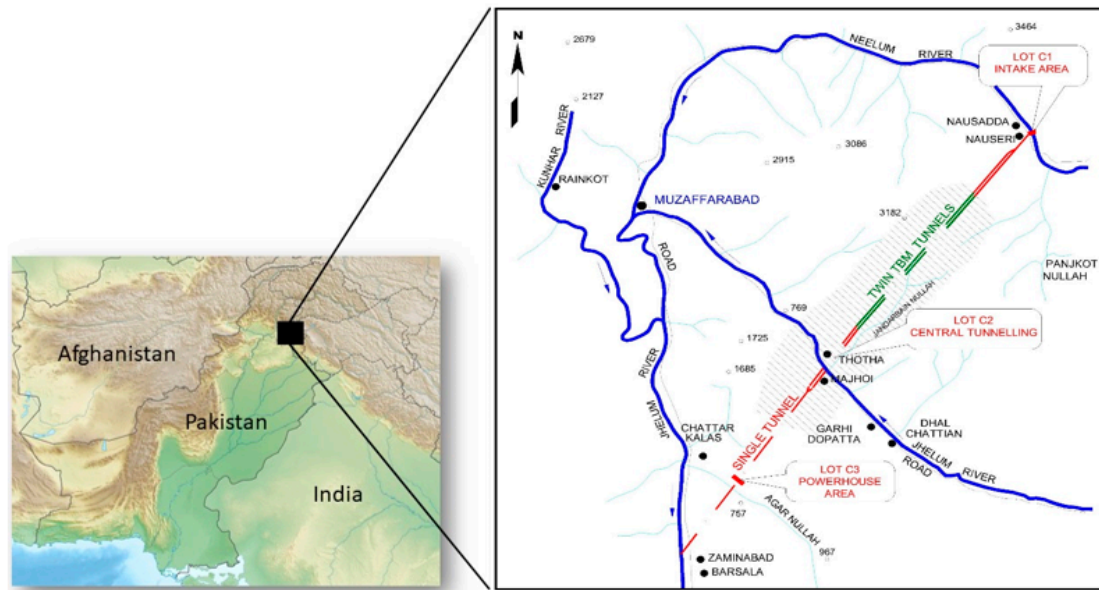 Afghanistan
Pakistan
India
N
2679
2127
KUNHAR RIVER
RAINKOT
MUZAFFARABAD
NEELUM
RIVER
3464
LOT C1
INTAKE AREA
NAUSADDA
NAUSERI
3086
2915
3182
TWIN TBM TUNNELS
JANDARBAIN NULLAH
PANJKOT
NULLAH
ROAD
769
LOT C2
CENTRAL TUNNELLING
THOTHA
MAJHOI
1725
1685
RIVER
JHELUM
CHATTAR
KALAS
SINGLE TUNNEL
GARHI
DOPATTA
DHAL
CHATTIAN
JHELUM RIVER
ROAD
LOT C3
POWERHOUSE
AREA
757
AGAR NULLAH
967
ZAMINABAD
BARSALA